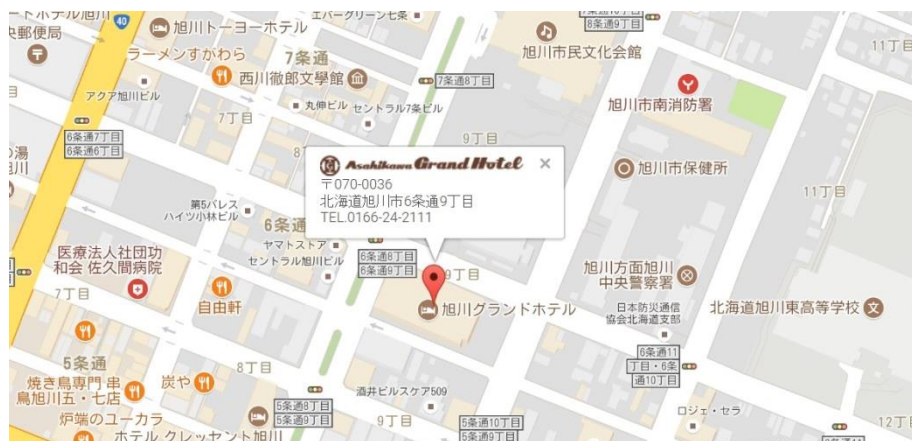 40
旭川トーヨーホテル
エバーグリーン七条
央郵便局
ラーメンすがわら
7条通
西川徹郎文學館
7条通8丁目
8条通9丁目
旭川市民文化会館
11丁目
アクア旭川ビル
丸伸ビル
セントラル7条ビル
旭川市南消防署
7丁目
9丁目
6条通7丁目
6条通6丁目
Asahikawa Grand Hotel
〒070-0036
北海道旭川市6条通9丁目
TEL.0166-24-2111
旭川市保健所
11丁目
第5パレス
ハイツ小林ビル
6条通
ヤマトストア
セントラル旭川ビル
6条通8丁目
6条通9丁目
9丁目
医療法人社団功
和会 佐久間病院
旭川方面旭川
中央警察署
7丁目
自由軒
旭川グランドホテル
日本防災通信
協会北海道支部
北海道旭川東高等学校
6条通11
丁目・6条
通10丁目
5条通
8丁目
焼き鳥専門 串
鳥旭川五・七店
炭や
酒井ビルスケア509
5条通8丁目
5条通9丁目
9丁目
5条通10丁目
5条通9丁目
ロジェ・セラ
12丁目
炉端のユーカラ
ホテル クレッセント旭川